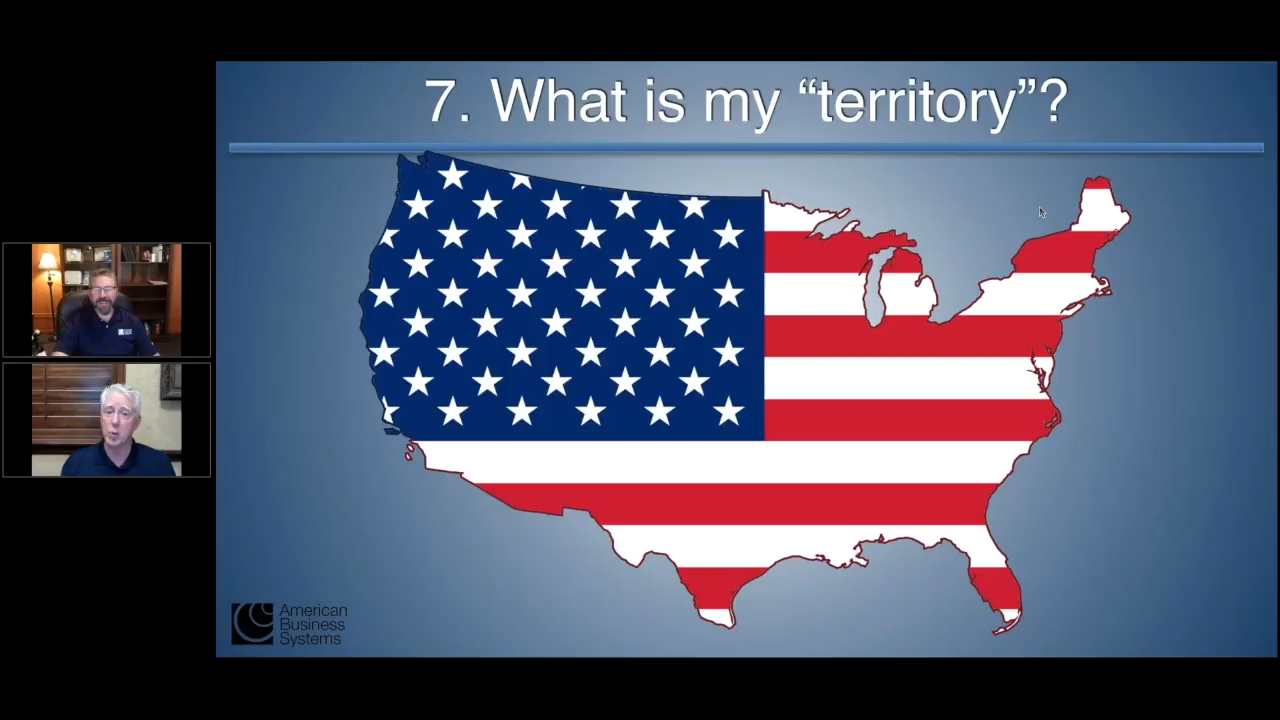 7. What is my “territory”?
American
Business
Systems